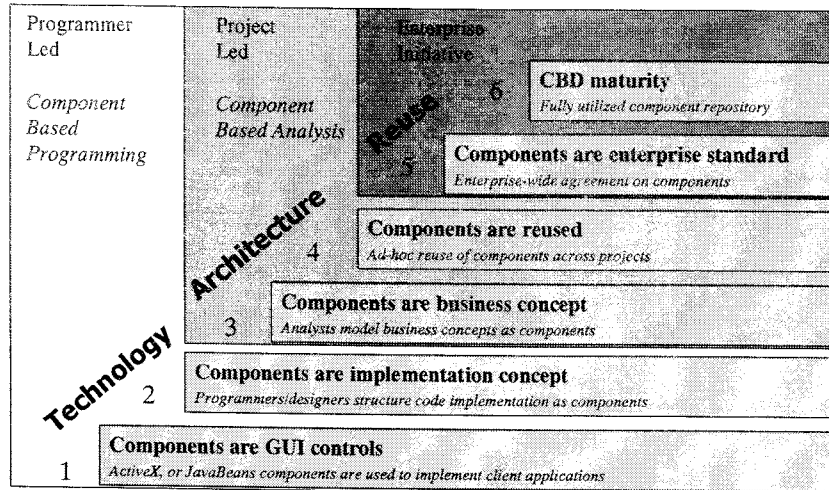 Programmer
Led
Component
Based
Programming
Project
Led
Component
Based Analysis
Enterprise
Initiative
Technology
Architecture
Reuse
6
CBD maturity
Fully utilized component repository
5
Components are enterprise standard
Enterprise-wide agreement on components
4
Components are reused
Ad-hoc reuse of components across projects
3
Components are business concept
Analysis model business concepts as components
2
Components are implementation concept
Programmers/designers structure code implementation as components
1
Components are GUI controls
ActiveX, or JavaBeans components are used to implement client applications